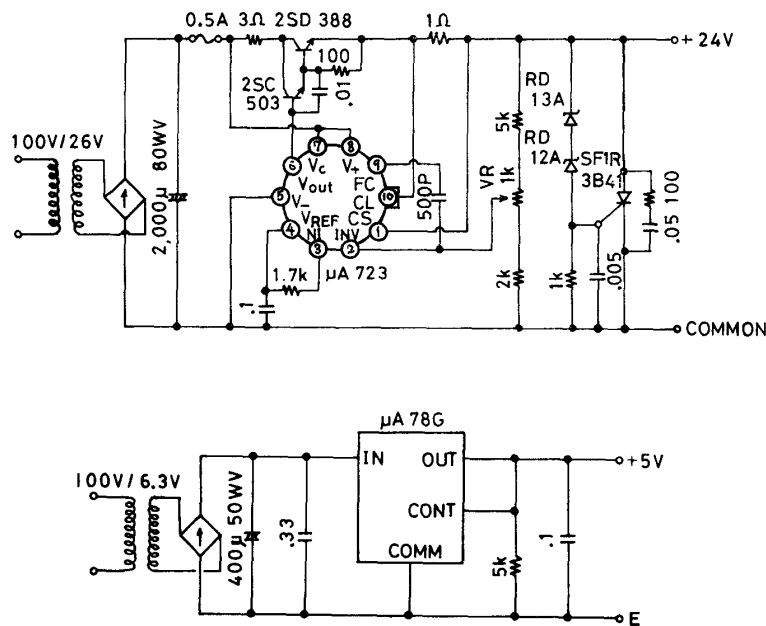 0.5A 3Ω 2SD 388 1Ω
+24V
100
.01
2SC
503
100V/26V
2,000μ 80WV
7 8
6 VC V+ 9
Vout FC
5 V- CL 10
VREF CS
4 NI INV 1
3 2
μA 723
500P
1.7k
.1
VR
5k
1k
2k
RD
13A
RD
12A
SF1R
3B41
1k
.005
.05 100
COMMON
μA 78G
IN OUT
CONT
COMM
+5V
100V/6.3V
400μ 50WV
.33
5k
.1
E